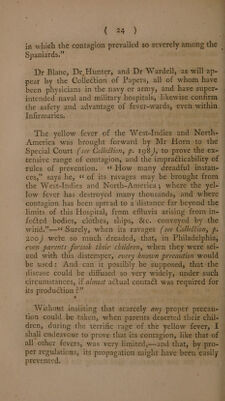 ( 24 )
in which the contagion prevailed so severely among the
Spaniards."
Dr Blane, Dr Hunter, and Dr Wardell, as will ap-
pear by the Collection of Papers, all of whom have
been physicians in the navy or army, and have super-
intended naval and military hospitals, likewise confirm
the safety and advantage of fever-wards, even within
Infirmaries.
The yellow fever of the West-Indies and North-
America was brought forward by Mr Horn to the
Special Court (see Collection, p. 198), to prove the ex-
tensive range of contagion, and the impracticability of
rules of prevention. "How many dreadful instan-
ces," says he, "of its ravages may be brought from
the West-Indies and North-America; where the yel-
low fever has destroyed many thousands, and where
contagion has been spread to a distance far beyond the
limits of this Hospital, from effluvia arising from in-
fected bodies, clothes, ships, &c. conveyed by the
wind."—"Surely, when its ravages (see Collection, p.
200) were so much dreaded, that, in Philadelphia,
even parents forsook their children, when they were sei-
zed with this distemper, every known precaution would
be used: And can it possibly be supposed, that the
disease could be diffused so very widely, under such
circumstances, if almost actual contact was required for
its production?"
Without insisting that scarcely any proper precau-
tion could be taken, when parents deserted their chil-
dren, during the terrific rage of the yellow fever, I
shall endeavour to prove that its contagion, like that of
all other fevers, was very limited,—and that, by pro-
per regulations, its propagation might have been easily
prevented.